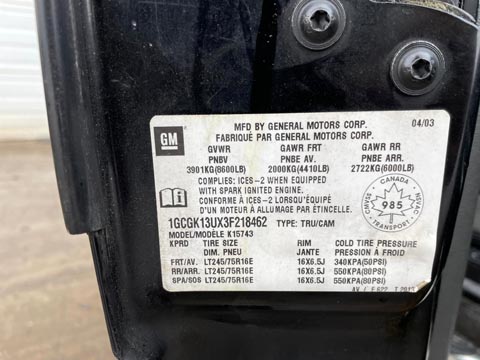 MFD BY GENERAL MOTORS CORP. 04/03
FABRIQUÉ PAR GENERAL MOTORS CORP.
GM
GVWR GAWR FRT GAWR RR
PNBV PNBE AV. PNBE ARR.
3901KG(8600LB) 2000KG(4410LB) 2722KG(6000LB)
COMPLIES: ICES-2 WHEN EQUIPPED
WITH SPARK IGNITED ENGINE.
CONFORME A ICES-2 LORSQU'ÉQUIPÉ
D'UN MOTEUR A ALLUMAGE PAR ÉTINCELLE.
CANADA
985
TRANSPORT
1GCGK13UX3F218462 TYPE: TRU/CAM
MODEL/MODÈLE K15743
KPRD TIRE SIZE RIM COLD TIRE PRESSURE
DIM. PNEU JANTE PRESSION À FROID
FRT/AV. LT245/75R16E 16X6.5J 340KPA(50PSI)
RR/ARR. LT245/75R16E 16X6.5J 550KPA(80PSI)
SPA/SOS LT245/75R16E 16X6.5J 550KPA(80PSI)